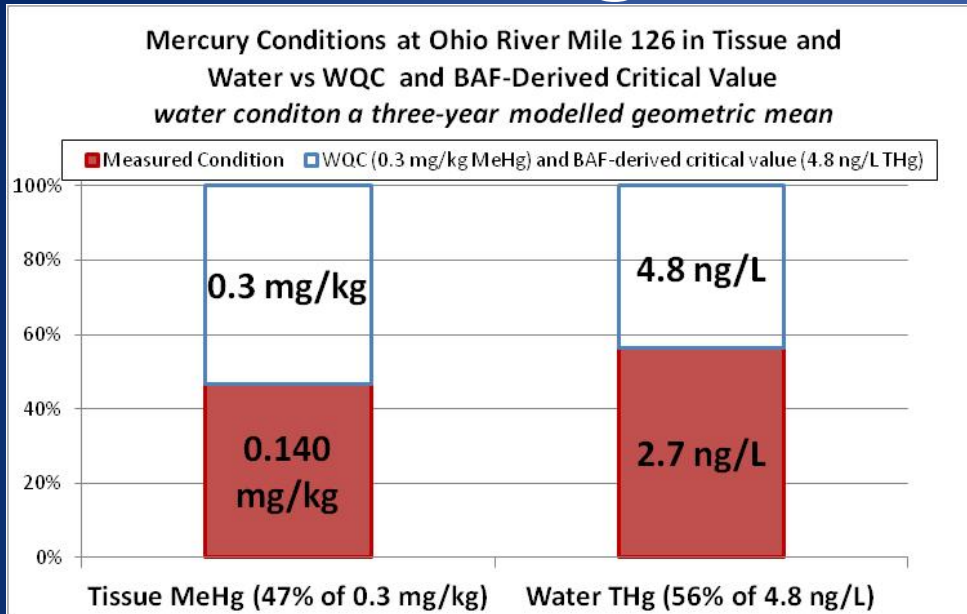 Mercury Conditions at Ohio River Mile 126 in Tissue and
Water vs WQC and BAF-Derived Critical Value
water conditon a three-year modelled geometric mean
Measured Condition WQC (0.3 mg/kg MeHg) and BAF-derived critical value (4.8 ng/L THg)
100%
80%
60%
40%
20%
0%
0.3 mg/kg
0.140
mg/kg
4.8 ng/L
2.7 ng/L
Tissue MeHg (47% of 0.3 mg/kg) Water THg (56% of 4.8 ng/L)